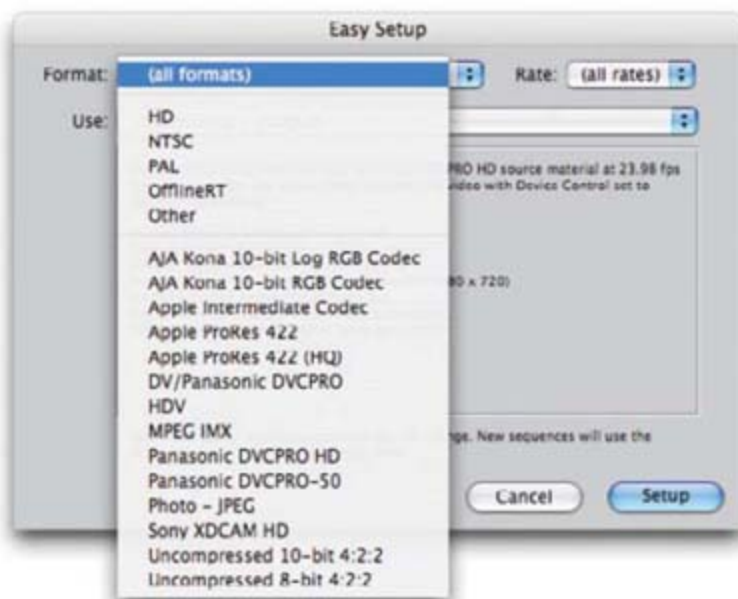 Easy Setup
Format: (all formats) Rate: (all rates)
Use:
HD
NTSC
PAL
OfflineRT
Other
PRO HD source material at 23.98 fps
video with Device Control set to
80 x 720)
AJA Kona 10-bit Log RGB Codec
AJA Kona 10-bit RGB Codec
Apple Intermediate Codec
Apple ProRes 422
Apple ProRes 422 (HQ)
DV/Panasonic DVCPRO
HDV
MPEG IMX
Panasonic DVCPRO HD
Panasonic DVCPRO-50
Photo - JPEG
Sony XDCAM HD
Uncompressed 10-bit 4:2:2
Uncompressed 8-bit 4:2:2
nge. New sequences will use the
Cancel Setup